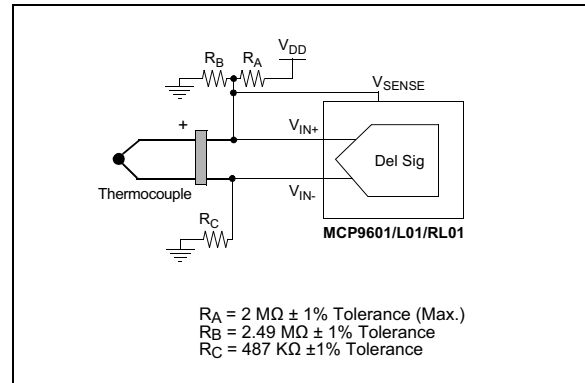 V_DD
R_B R_A
V_SENSE
+
V_IN+
Del Sig
Thermocouple
V_IN-
MCP9601/L01/RL01
R_C
R_A = 2 MΩ ± 1% Tolerance (Max.)
R_B = 2.49 MΩ ± 1% Tolerance
R_C = 487 KΩ ±1% Tolerance